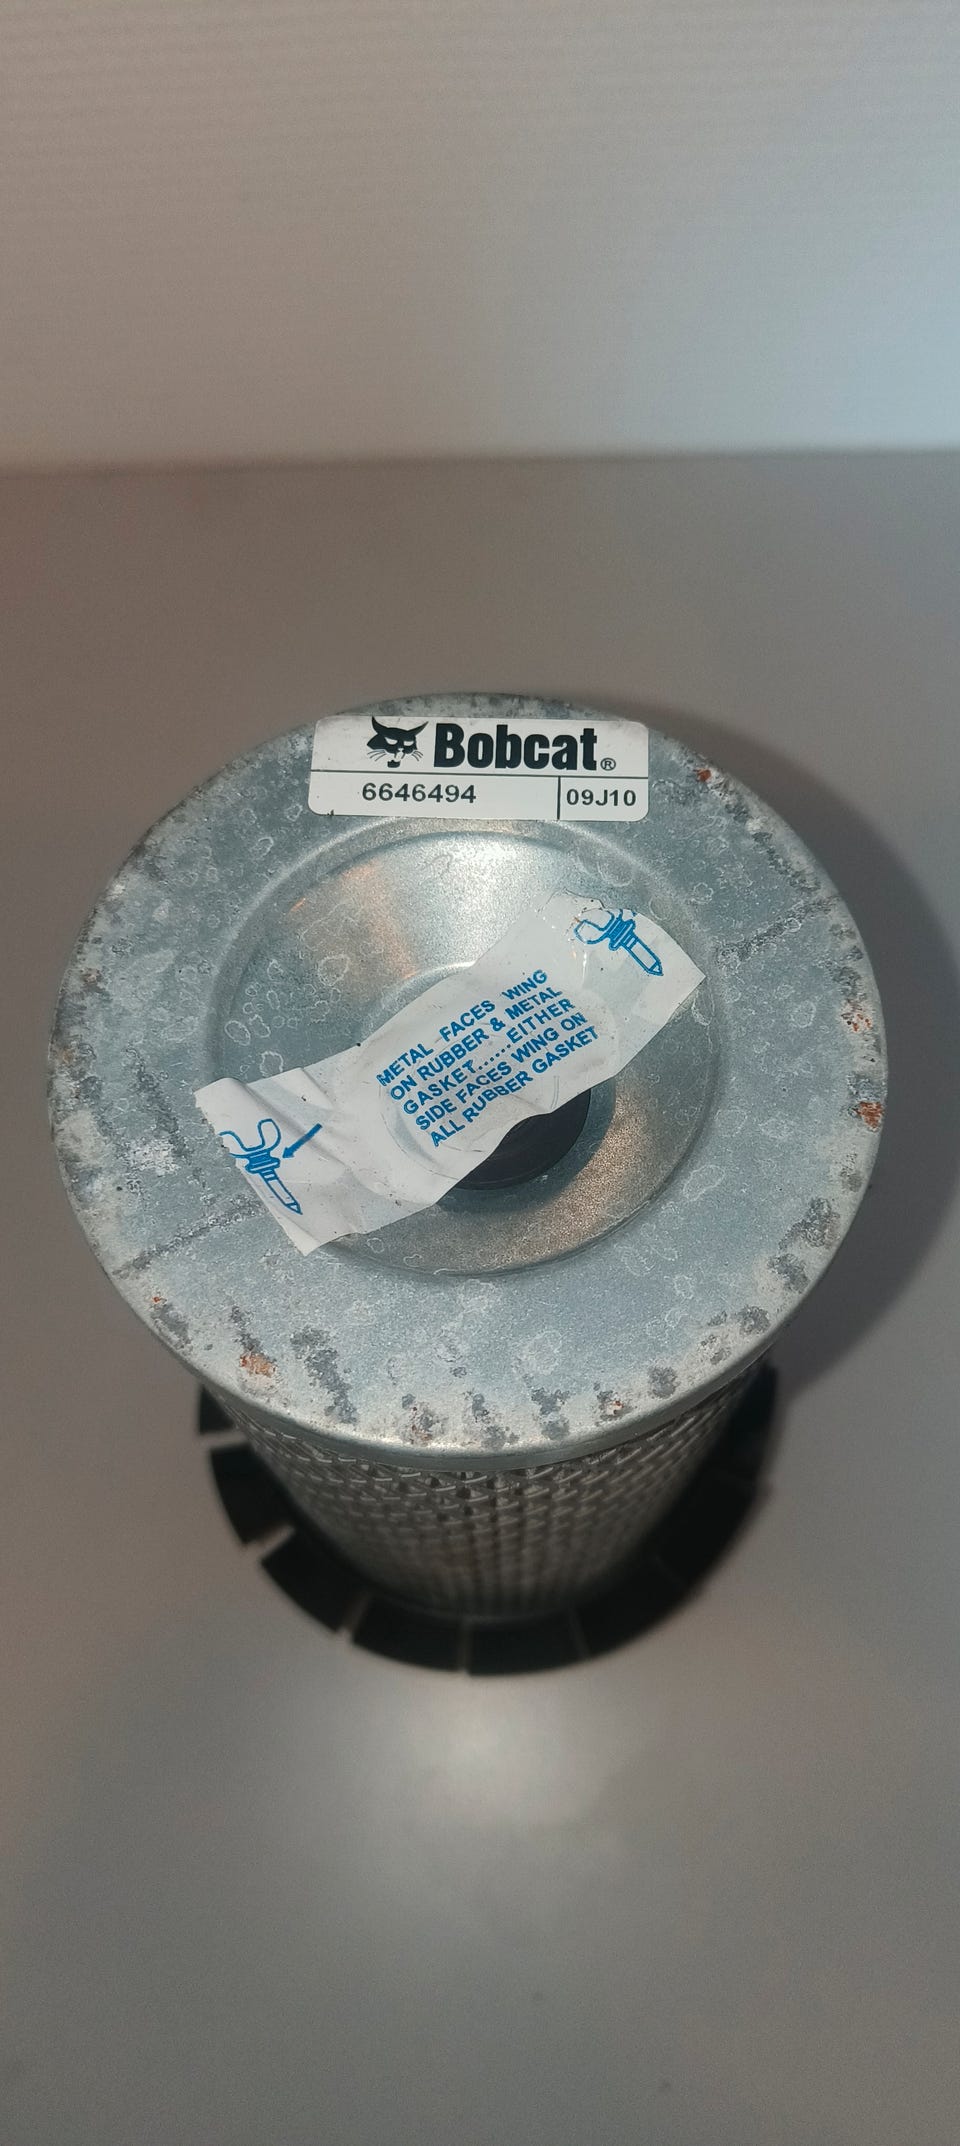 Bobcat®
6646494
09J10
METAL FACES WING
ON RUBBER & METAL
GASKET......EITHER
SIDE FACES WING ON
ALL RUBBER GASKET